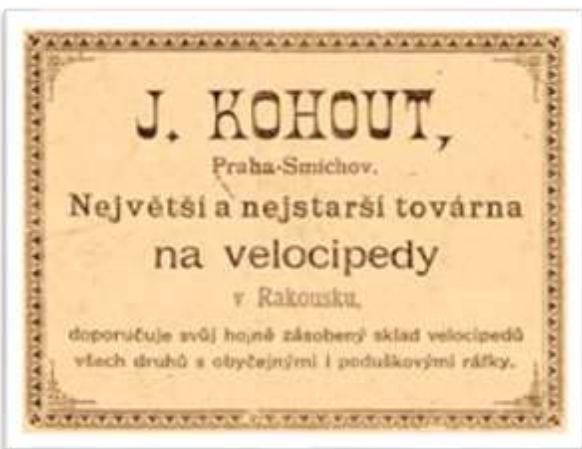 J. KOHOUT,
Praha-Smíchov.
Největší a nejstarší továrna
na velocipedy
v Rakousku,
doporučuje svůj hojně zásobený sklad velocipedů
všech druhů s obyčejnými i poduškovými ráfky.